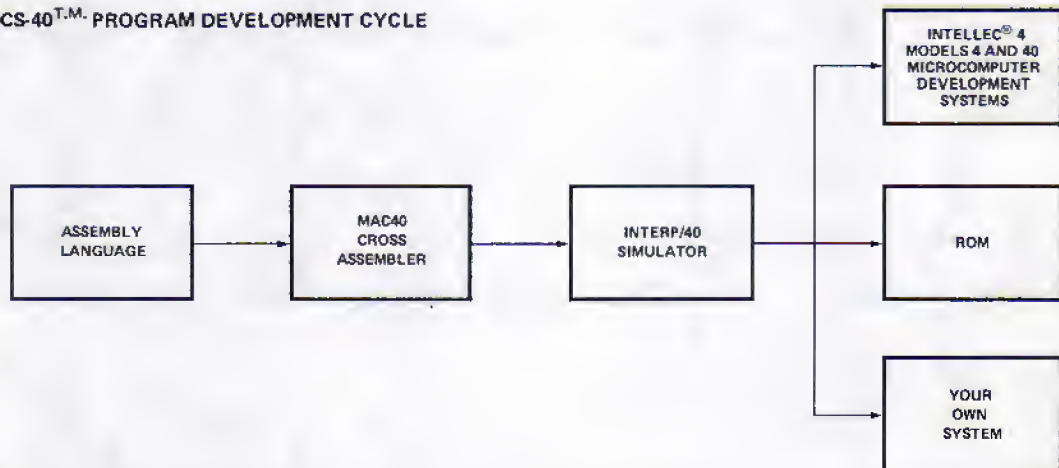 CS-40T.M. PROGRAM DEVELOPMENT CYCLE
INTELLEC® 4
MODELS 4 AND 40
MICROCOMPUTER
DEVELOPMENT
SYSTEMS
ASSEMBLY
LANGUAGE
MAC40
CROSS
ASSEMBLER
INTERP/40
SIMULATOR
ROM
YOUR
OWN
SYSTEM